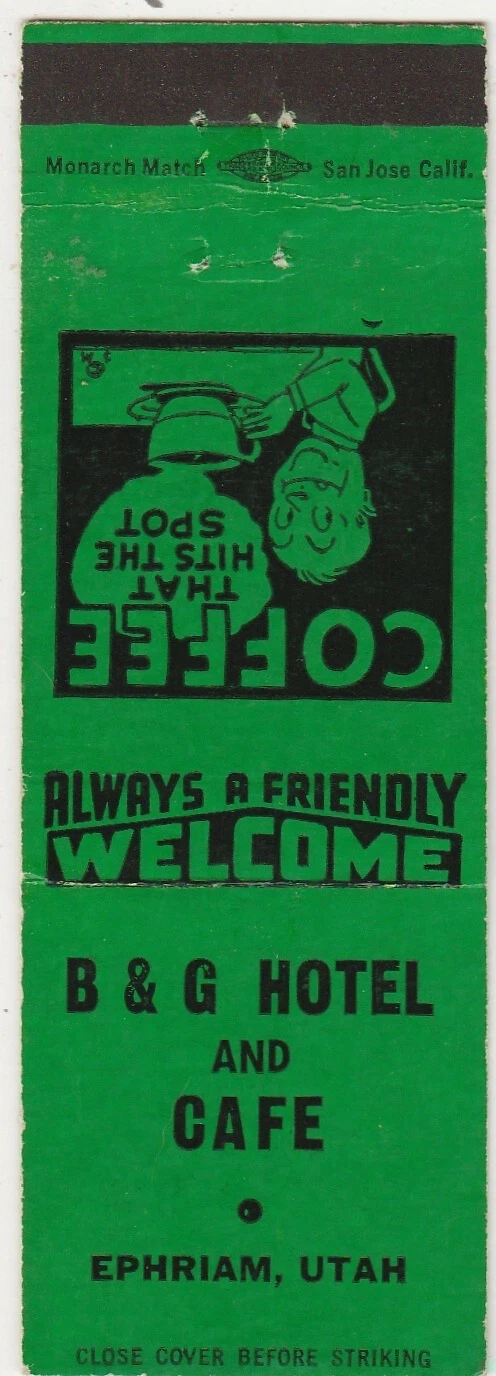 Monarch Match San Jose Calif.
COFFEE
THAT
HITS THE
SPOT
ALWAYS A FRIENDLY
WELCOME
B & G HOTEL
AND
CAFE
EPHRIAM, UTAH
CLOSE COVER BEFORE STRIKING